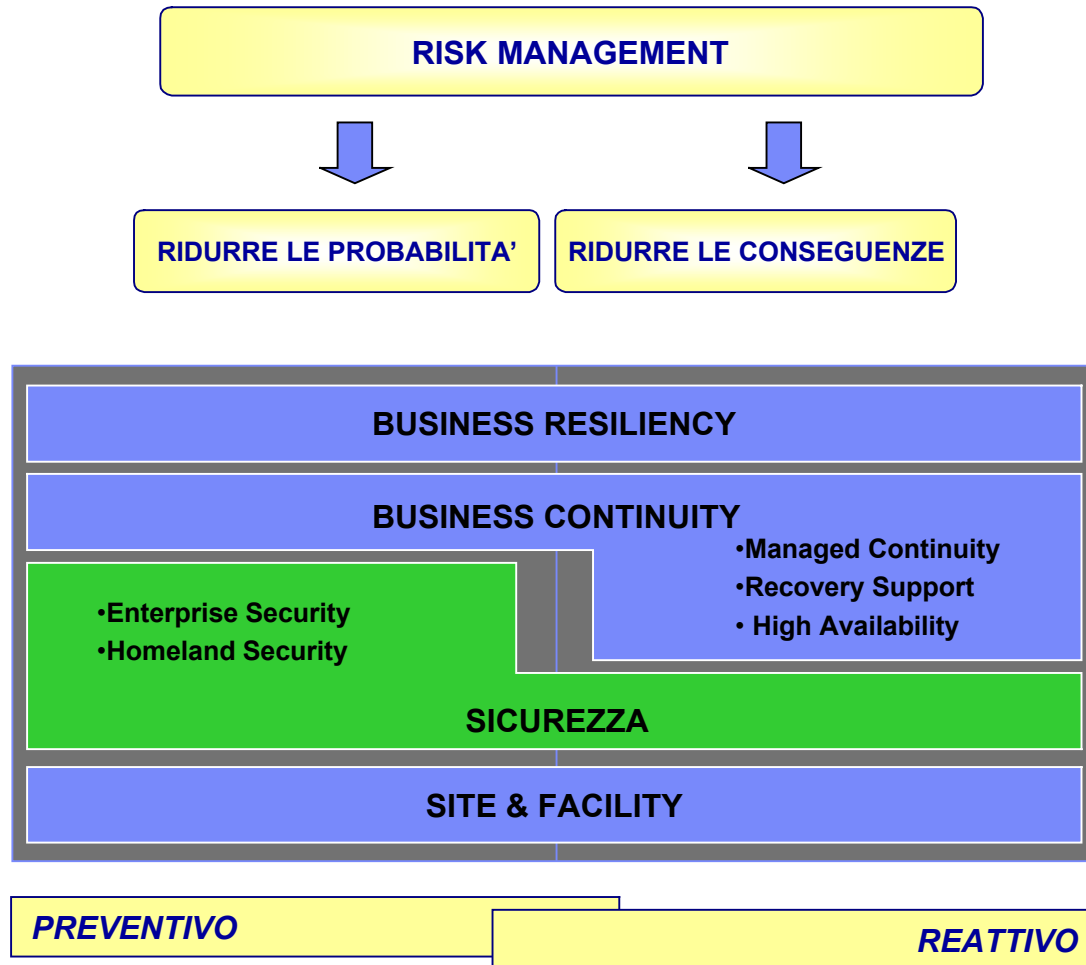 RISK MANAGEMENT
RIDURRE LE PROBABILITA’
RIDURRE LE CONSEGUENZE
BUSINESS RESILIENCY
BUSINESS CONTINUITY
•Managed Continuity
•Recovery Support
• High Availability
•Enterprise Security
•Homeland Security
SICUREZZA
SITE & FACILITY
PREVENTIVO
REATTIVO